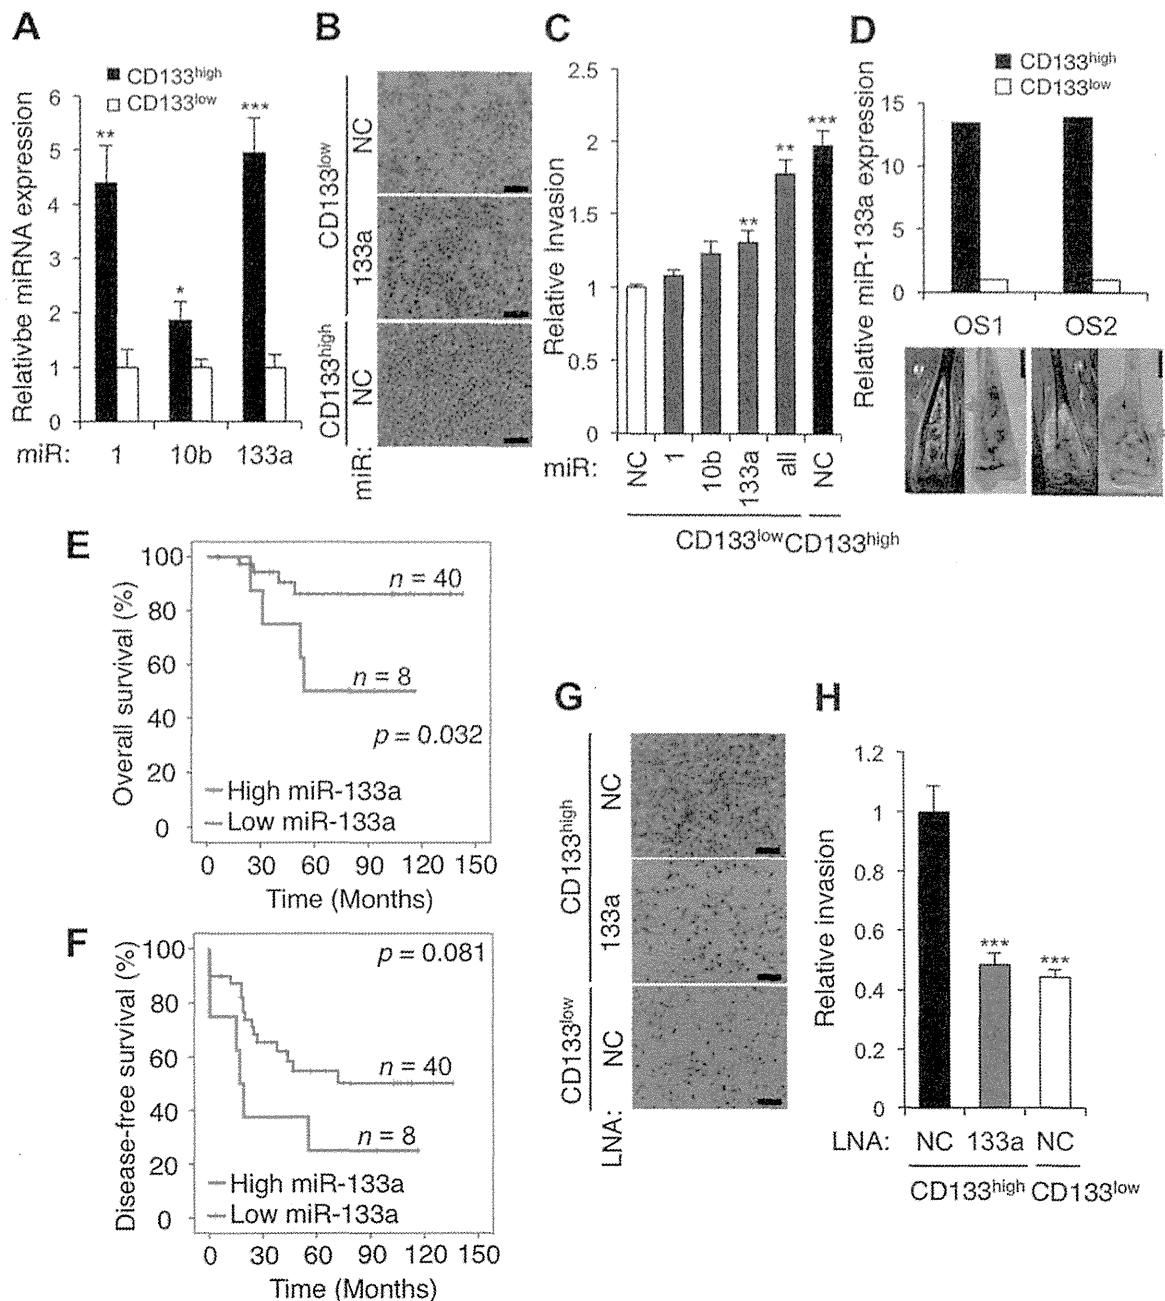 A
CD133high
CD133low
Relativbe miRNA expression
6
5
4
3
2
1
0
**
*
***
miR:
1
10b
133a
B
CD133low
CD133high
NC
133a
NC
miR:
C
Relative Invasion
2.5
2
1.5
1
0.5
0
**
**
***
miR:
NC
1
10b
133a
all
NC
CD133low
CD133high
D
CD133high
CD133low
Relative miR-133a expression
15
10
5
0
OS1
OS2
E
Overall survival (%)
100
80
60
40
20
0
n = 40
n = 8
p = 0.032
High miR-133a
Low miR-133a
0 30 60 90 120 150
Time (Months)
F
Disease-free survival (%)
100
80
60
40
20
0
p = 0.081
n = 40
n = 8
High miR-133a
Low miR-133a
0 30 60 90 120 150
Time (Months)
G
CD133high
CD133low
NC
133a
NC
LNA:
H
Relative invasion
1.2
1
0.8
0.6
0.4
0.2
0
***
***
LNA:
NC
133a
NC
CD133high
CD133low